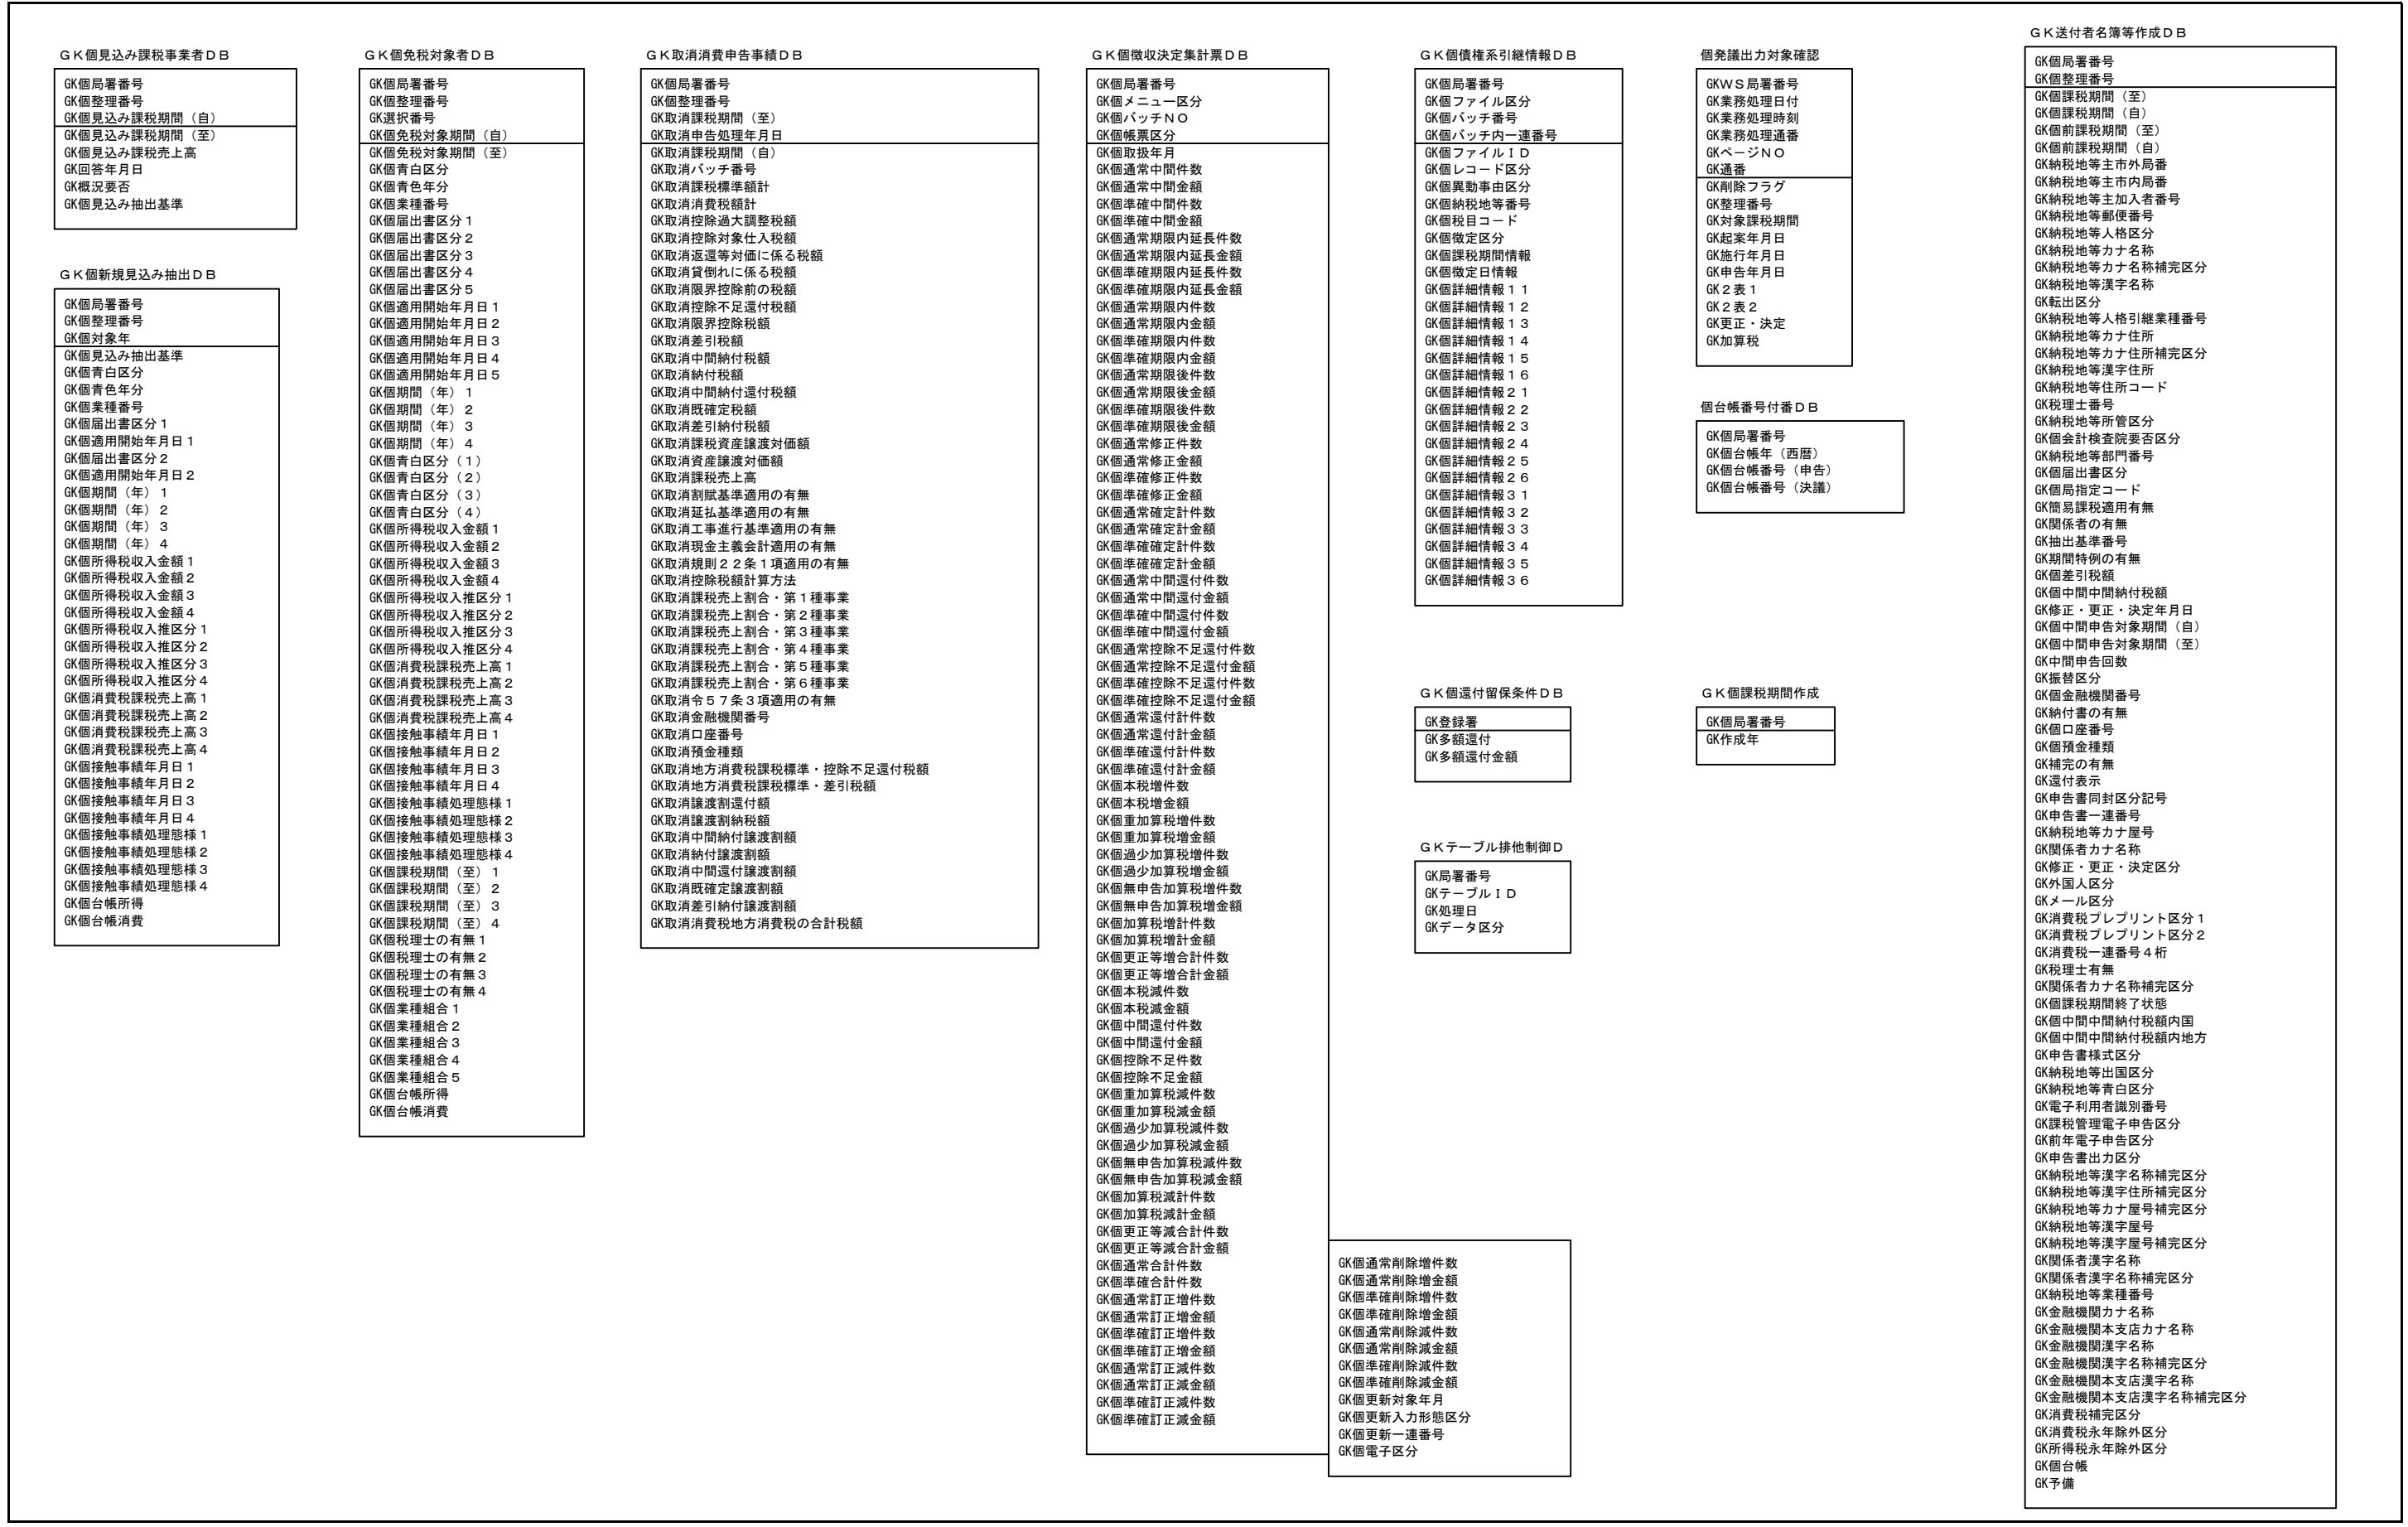 ＧＫ個見込み課税事業者ＤＢ
GK個局署番号
GK個整理番号
GK個見込み課税期間（自）
GK個見込み課税期間（至）
GK個見込み課税売上高
GK回答年月日
GK概況要否
GK個見込み抽出基準
ＧＫ個新規見込み抽出ＤＢ
GK個局署番号
GK個整理番号
GK個対象年
GK個見込み抽出基準
GK個青白区分
GK個青色年分
GK個業種番号
GK個届出書区分１
GK個適用開始年月日１
GK個届出書区分２
GK個適用開始年月日２
GK個期間（年）１
GK個期間（年）２
GK個期間（年）３
GK個期間（年）４
GK個所得税収入金額１
GK個所得税収入金額２
GK個所得税収入金額３
GK個所得税収入金額４
GK個所得税収入推区分１
GK個所得税収入推区分２
GK個所得税収入推区分３
GK個所得税収入推区分４
GK個消費税課税売上高１
GK個消費税課税売上高２
GK個消費税課税売上高３
GK個消費税課税売上高４
GK個接触事績年月日１
GK個接触事績年月日２
GK個接触事績年月日３
GK個接触事績年月日４
GK個接触事績処理態様１
GK個接触事績処理態様２
GK個接触事績処理態様３
GK個接触事績処理態様４
GK個台帳所得
GK個台帳消費
ＧＫ個免税対象者ＤＢ
GK個局署番号
GK個整理番号
GK選択番号
GK個免税対象期間（自）
GK個免税対象期間（至）
GK個青白区分
GK個青色年分
GK個業種番号
GK個届出書区分１
GK個届出書区分２
GK個届出書区分３
GK個届出書区分４
GK個届出書区分５
GK個適用開始年月日１
GK個適用開始年月日２
GK個適用開始年月日３
GK個適用開始年月日４
GK個適用開始年月日５
GK個期間（年）１
GK個期間（年）２
GK個期間（年）３
GK個期間（年）４
GK個青白区分（１）
GK個青白区分（２）
GK個青白区分（３）
GK個青白区分（４）
GK個所得税収入金額１
GK個所得税収入金額２
GK個所得税収入金額３
GK個所得税収入金額４
GK個所得税収入推区分１
GK個所得税収入推区分２
GK個所得税収入推区分３
GK個所得税収入推区分４
GK個消費税課税売上高１
GK個消費税課税売上高２
GK個消費税課税売上高３
GK個消費税課税売上高４
GK個接触事績年月日１
GK個接触事績年月日２
GK個接触事績年月日３
GK個接触事績年月日４
GK個接触事績処理態様１
GK個接触事績処理態様２
GK個接触事績処理態様３
GK個接触事績処理態様４
GK個課税期間（至）１
GK個課税期間（至）２
GK個課税期間（至）３
GK個課税期間（至）４
GK個税理士の有無１
GK個税理士の有無２
GK個税理士の有無３
GK個税理士の有無４
GK個業種組合１
GK個業種組合２
GK個業種組合３
GK個業種組合４
GK個業種組合５
GK個台帳所得
GK個台帳消費
ＧＫ取消消費申告事績ＤＢ
GK個局署番号
GK個整理番号
GK取消課税期間（至）
GK取消申告処理年月日
GK取消課税期間（自）
GK取消バッチ番号
GK取消課税標準額計
GK取消消費税額計
GK取消控除過大調整税額
GK取消控除対象仕入税額
GK取消返還等対価に係る税額
GK取消貸倒れに係る税額
GK取消限界控除前の税額
GK取消控除不足還付税額
GK取消限界控除税額
GK取消差引税額
GK取消中間納付税額
GK取消納付税額
GK取消中間納付還付税額
GK取消既確定税額
GK取消差引納付税額
GK取消課税資産譲渡対価額
GK取消資産譲渡対価額
GK取消課税売上高
GK取消割賦基準適用の有無
GK取消延払基準適用の有無
GK取消工事進行基準適用の有無
GK取消現金主義会計適用の有無
GK取消規則２２条１項適用の有無
GK取消控除税額計算方法
GK取消課税売上割合・第１種事業
GK取消課税売上割合・第２種事業
GK取消課税売上割合・第３種事業
GK取消課税売上割合・第４種事業
GK取消課税売上割合・第５種事業
GK取消課税売上割合・第６種事業
GK取消令５７条３項適用の有無
GK取消金融機関番号
GK取消口座番号
GK取消預金種類
GK取消地方消費税課税標準・控除不足還付税額
GK取消地方消費税課税標準・差引税額
GK取消譲渡割還付額
GK取消譲渡割納税額
GK取消中間納付譲渡割額
GK取消納付譲渡割額
GK取消中間還付譲渡割額
GK取消既確定譲渡割額
GK取消差引納付譲渡割額
GK取消消費税地方消費税の合計税額
ＧＫ個徴収決定集計票ＤＢ
GK個局署番号
GK個メニュー区分
GK個バッチＮＯ
GK個帳票区分
GK個取扱年月
GK個通常中間件数
GK個通常中間金額
GK個準確中間件数
GK個準確中間金額
GK個通常期限内延長件数
GK個通常期限内延長金額
GK個準確期限内延長件数
GK個準確期限内延長金額
GK個通常期限内件数
GK個通常期限内金額
GK個準確期限内件数
GK個準確期限内金額
GK個通常期限後件数
GK個通常期限後金額
GK個準確期限後件数
GK個準確期限後金額
GK個通常修正件数
GK個通常修正金額
GK個準確修正件数
GK個準確修正金額
GK個通常確定計件数
GK個通常確定計金額
GK個準確確定計件数
GK個準確確定計金額
GK個通常中間還付件数
GK個通常中間還付金額
GK個準確中間還付件数
GK個準確中間還付金額
GK個通常控除不足還付件数
GK個通常控除不足還付金額
GK個準確控除不足還付件数
GK個準確控除不足還付金額
GK個通常還付計件数
GK個通常還付計金額
GK個準確還付計件数
GK個準確還付計金額
GK個本税増件数
GK個本税増金額
GK個重加算税増件数
GK個重加算税増金額
GK個過少加算税増件数
GK個過少加算税増金額
GK個無申告加算税増件数
GK個無申告加算税増金額
GK個加算税増計件数
GK個加算税増計金額
GK個更正等増合計件数
GK個更正等増合計金額
GK個本税減件数
GK個本税減金額
GK個中間還付件数
GK個中間還付金額
GK個控除不足件数
GK個控除不足金額
GK個重加算税減件数
GK個重加算税減金額
GK個過少加算税減件数
GK個過少加算税減金額
GK個無申告加算税減件数
GK個無申告加算税減金額
GK個加算税減計件数
GK個加算税減計金額
GK個更正等減合計件数
GK個更正等減合計金額
GK個通常合計件数
GK個準確合計件数
GK個通常訂正増件数
GK個通常訂正増金額
GK個準確訂正増件数
GK個準確訂正増金額
GK個通常訂正減件数
GK個通常訂正減金額
GK個準確訂正減件数
GK個準確訂正減金額
GK個通常削除増件数
GK個通常削除増金額
GK個準確削除増件数
GK個準確削除増金額
GK個通常削除減件数
GK個通常削除減金額
GK個準確削除減件数
GK個準確削除減金額
GK個更新対象年月
GK個更新入力形態区分
GK個更新一連番号
GK個電子区分
ＧＫ個債権系引継情報ＤＢ
GK個局署番号
GK個ファイル区分
GK個バッチ番号
GK個バッチ内一連番号
GK個ファイルＩＤ
GK個レコード区分
GK個異動事由区分
GK個納税地等番号
GK個税目コード
GK個徴定区分
GK個課税期間情報
GK個徴定日情報
GK個詳細情報１１
GK個詳細情報１２
GK個詳細情報１３
GK個詳細情報１４
GK個詳細情報１５
GK個詳細情報１６
GK個詳細情報２１
GK個詳細情報２２
GK個詳細情報２３
GK個詳細情報２４
GK個詳細情報２５
GK個詳細情報２６
GK個詳細情報３１
GK個詳細情報３２
GK個詳細情報３３
GK個詳細情報３４
GK個詳細情報３５
GK個詳細情報３６
ＧＫ個還付留保条件ＤＢ
GK登録署
GK多額還付
GK多額還付金額
ＧＫテーブル排他制御Ｄ
GK局署番号
GKテーブルＩＤ
GK処理日
GKデータ区分
個発議出力対象確認
GKＷＳ局署番号
GK業務処理日付
GK業務処理時刻
GK業務処理通番
GKページＮＯ
GK通番
GK削除フラグ
GK整理番号
GK対象課税期間
GK起案年月日
GK施行年月日
GK申告年月日
GK２表１
GK２表２
GK更正・決定
GK加算税
個台帳番号付番ＤＢ
GK個局署番号
GK個台帳年（西暦）
GK個台帳番号（申告）
GK個台帳番号（決議）
ＧＫ個課税期間作成
GK個局署番号
GK作成年
ＧＫ送付者名簿等作成ＤＢ
GK個局署番号
GK個整理番号
GK個課税期間（至）
GK個課税期間（自）
GK個前課税期間（至）
GK個前課税期間（自）
GK納税地等主市外局番
GK納税地等主市内局番
GK納税地等主加入者番号
GK納税地等郵便番号
GK納税地等人格区分
GK納税地等カナ名称
GK納税地等カナ名称補完区分
GK納税地等漢字名称
GK転出区分
GK納税地等人格引継業種番号
GK納税地等カナ住所
GK納税地等カナ住所補完区分
GK納税地等漢字住所
GK納税地等住所コード
GK税理士番号
GK納税地等所管区分
GK個会計検査院要否区分
GK納税地等部門番号
GK個届出書区分
GK個局指定コード
GK簡易課税適用有無
GK関係者の有無
GK抽出基準番号
GK期間特例の有無
GK個差引税額
GK個中間中間納付税額
GK修正・更正・決定年月日
GK個中間申告対象期間（自）
GK個中間申告対象期間（至）
GK中間申告回数
GK振替区分
GK個金融機関番号
GK納付書の有無
GK個口座番号
GK個預金種類
GK補完の有無
GK還付表示
GK申告書同封区分記号
GK申告書一連番号
GK納税地等カナ屋号
GK関係者カナ名称
GK修正・更正・決定区分
GK外国人区分
GKメール区分
GK消費税プレプリント区分１
GK消費税プレプリント区分２
GK消費税一連番号４桁
GK税理士有無
GK関係者カナ名称補完区分
GK個課税期間終了状態
GK個中間中間納付税額内国
GK個中間中間納付税額内地方
GK申告書様式区分
GK納税地等出国区分
GK納税地等青白区分
GK電子利用者識別番号
GK課税管理電子申告区分
GK前年電子申告区分
GK申告書出力区分
GK納税地等漢字名称補完区分
GK納税地等漢字住所補完区分
GK納税地等カナ屋号補完区分
GK納税地等漢字屋号
GK納税地等漢字屋号補完区分
GK関係者漢字名称
GK関係者漢字名称補完区分
GK納税地等業種番号
GK金融機関カナ名称
GK金融機関本支店カナ名称
GK金融機関漢字名称
GK金融機関漢字名称補完区分
GK金融機関本支店漢字名称
GK金融機関本支店漢字名称補完区分
GK消費税補完区分
GK消費税永年除外区分
GK所得税永年除外区分
GK個台帳
GK予備